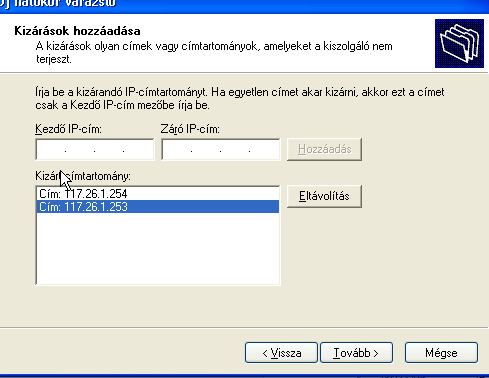 Új hatókör varázsló
Kizárások hozzáadása
A kizárások olyan címek vagy címtartományok, amelyeket a kiszolgáló nem
terjeszt.
Írja be a kizárandó IP-címtartományt. Ha egyetlen címet akar kizárni, akkor ezt a címet
csak a Kezdő IP-cím mezőbe írja be.
Kezdő IP-cím: Záró IP-cím:
. . . . . . Hozzáadás
címtartomány:
Cím: 117.26.1.254 Eltávolítás
Cím: 117.26.1.253
< Vissza Tovább > Mégse